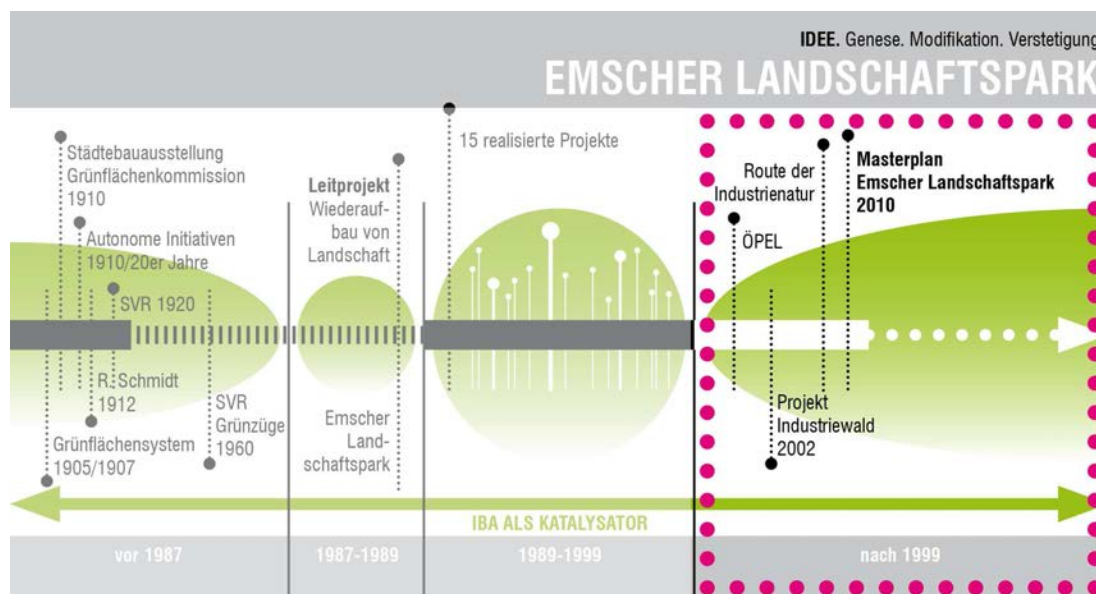 IDEE. Genese. Modifikation. Verstetigung
EMSCHER LANDSCHAFTSPARK
Städtebauausstellung
Grünflächenkommission
1910
Autonome Initiativen
1910/20er Jahre
SVR 1920
R. Schmidt
1912
Grünflächensystem
1905/1907
SVR
Grünzüge
1960
Leitprojekt
Wiederauf-
bau von
Landschaft
Emscher
Land-
schaftspark
15 realisierte Projekte
Route der
Industrienatur
Masterplan
Emscher Landschaftspark
2010
ÖPEL
Projekt
Industriewald
2002
IBA ALS KATALYSATOR
vor 1987
1987-1989
1989-1999
nach 1999